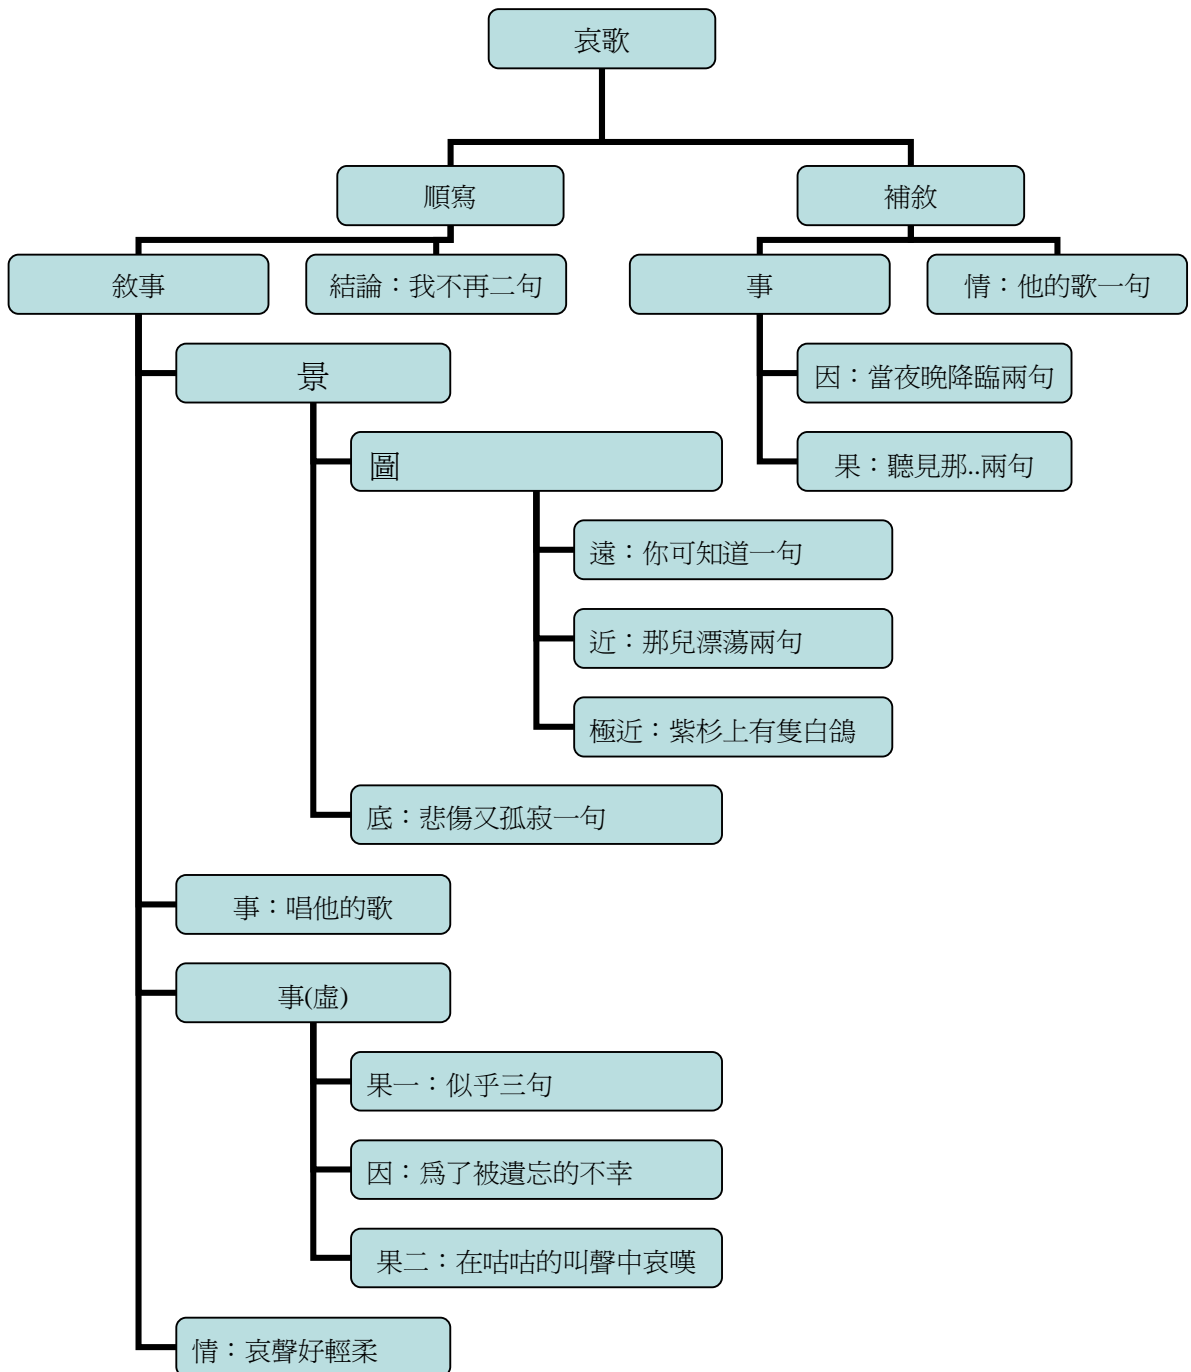 哀歌
順寫
補敘
敘事
結論：我不再二句
事
情：他的歌一句
景
因：當夜晚降臨兩句
圖
果：聽見那..兩句
遠：你可知道一句
近：那兒漂蕩兩句
極近：紫杉上有隻白鴿
底：悲傷又孤寂一句
事：唱他的歌
事(虛)
果一：似乎三句
因：為了被遺忘的不幸
果二：在咕咕的叫聲中哀嘆
情：哀聲好輕柔